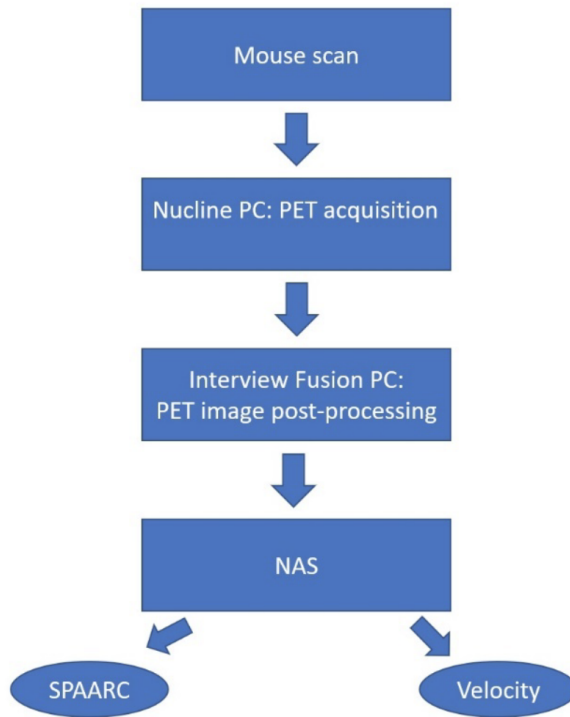 Mouse scan
Nucline PC: PET acquisition
Interview Fusion PC:
PET image post-processing
NAS
SPAARC
Velocity